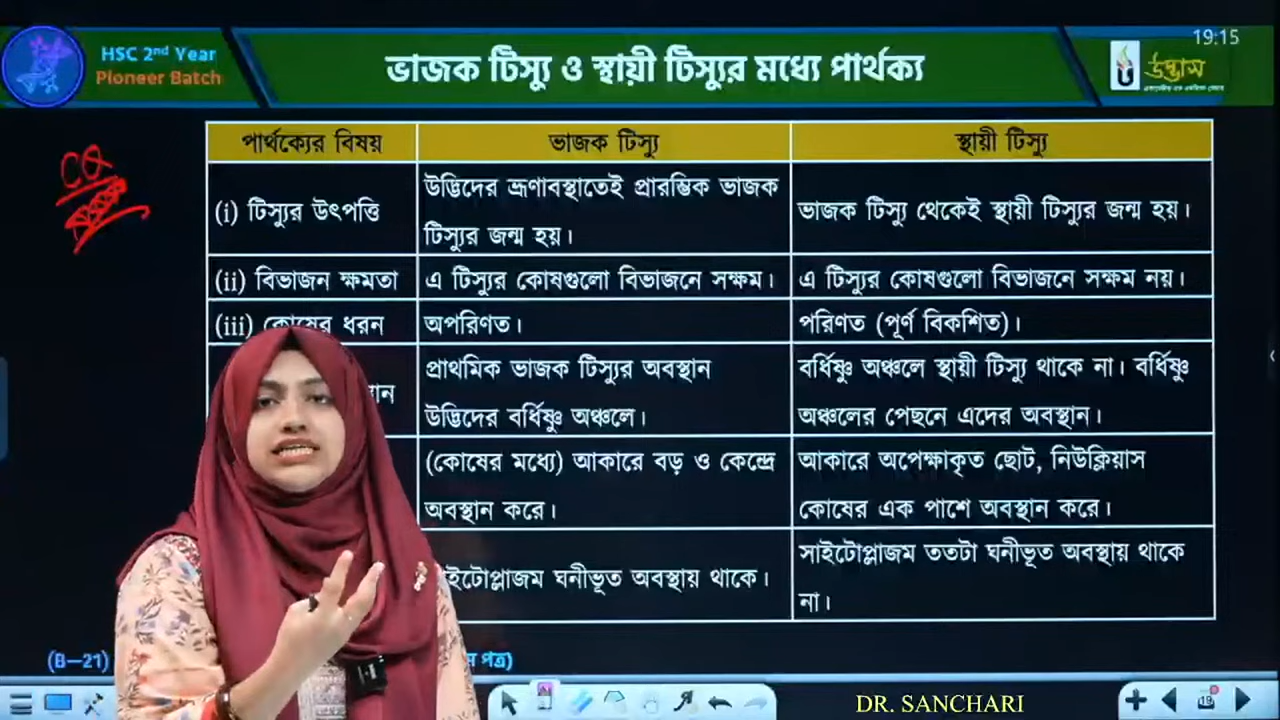 HSC 2nd Year
Pioneer Batch
ভাজক টিস্যু ও স্থায়ী টিস্যুর মধ্যে পার্থক্য
19:15
উদ্ভাস
CQ
পার্থক্যের বিষয় ভাজক টিস্যু স্থায়ী টিস্যু
(i) টিস্যুর উৎপত্তি
উদ্ভিদের ভ্রূণাবস্থাতেই প্রারম্ভিক ভাজক
টিস্যুর জন্ম হয়।
ভাজক টিস্যু থেকেই স্থায়ী টিস্যুর জন্ম হয়।
(ii) বিভাজন ক্ষমতা এ টিস্যুর কোষগুলো বিভাজনে সক্ষম। এ টিস্যুর কোষগুলো বিভাজনে সক্ষম নয়।
(iii) কোষের ধরন অপরিণত। পরিণত (পূর্ণ বিকশিত)।
প্রাথমিক ভাজক টিস্যুর অবস্থান
উদ্ভিদের বর্ধিষ্ণু অঞ্চলে।
বর্ধিষ্ণু অঞ্চলে স্থায়ী টিস্যু থাকে না। বর্ধিষ্ণু
অঞ্চলের পেছনে এদের অবস্থান।
(কোষের মধ্যে) আকারে বড় ও কেন্দ্রে
অবস্থান করে।
আকারে অপেক্ষাকৃত ছোট, নিউক্লিয়াস
কোষের এক পাশে অবস্থান করে।
ঘনীভূত অবস্থায় থাকে।
সাইটোপ্লাজম ততটা ঘনীভূত অবস্থায় থাকে
না।
(B–21)
পত্র)
DR. SANCHARI
19